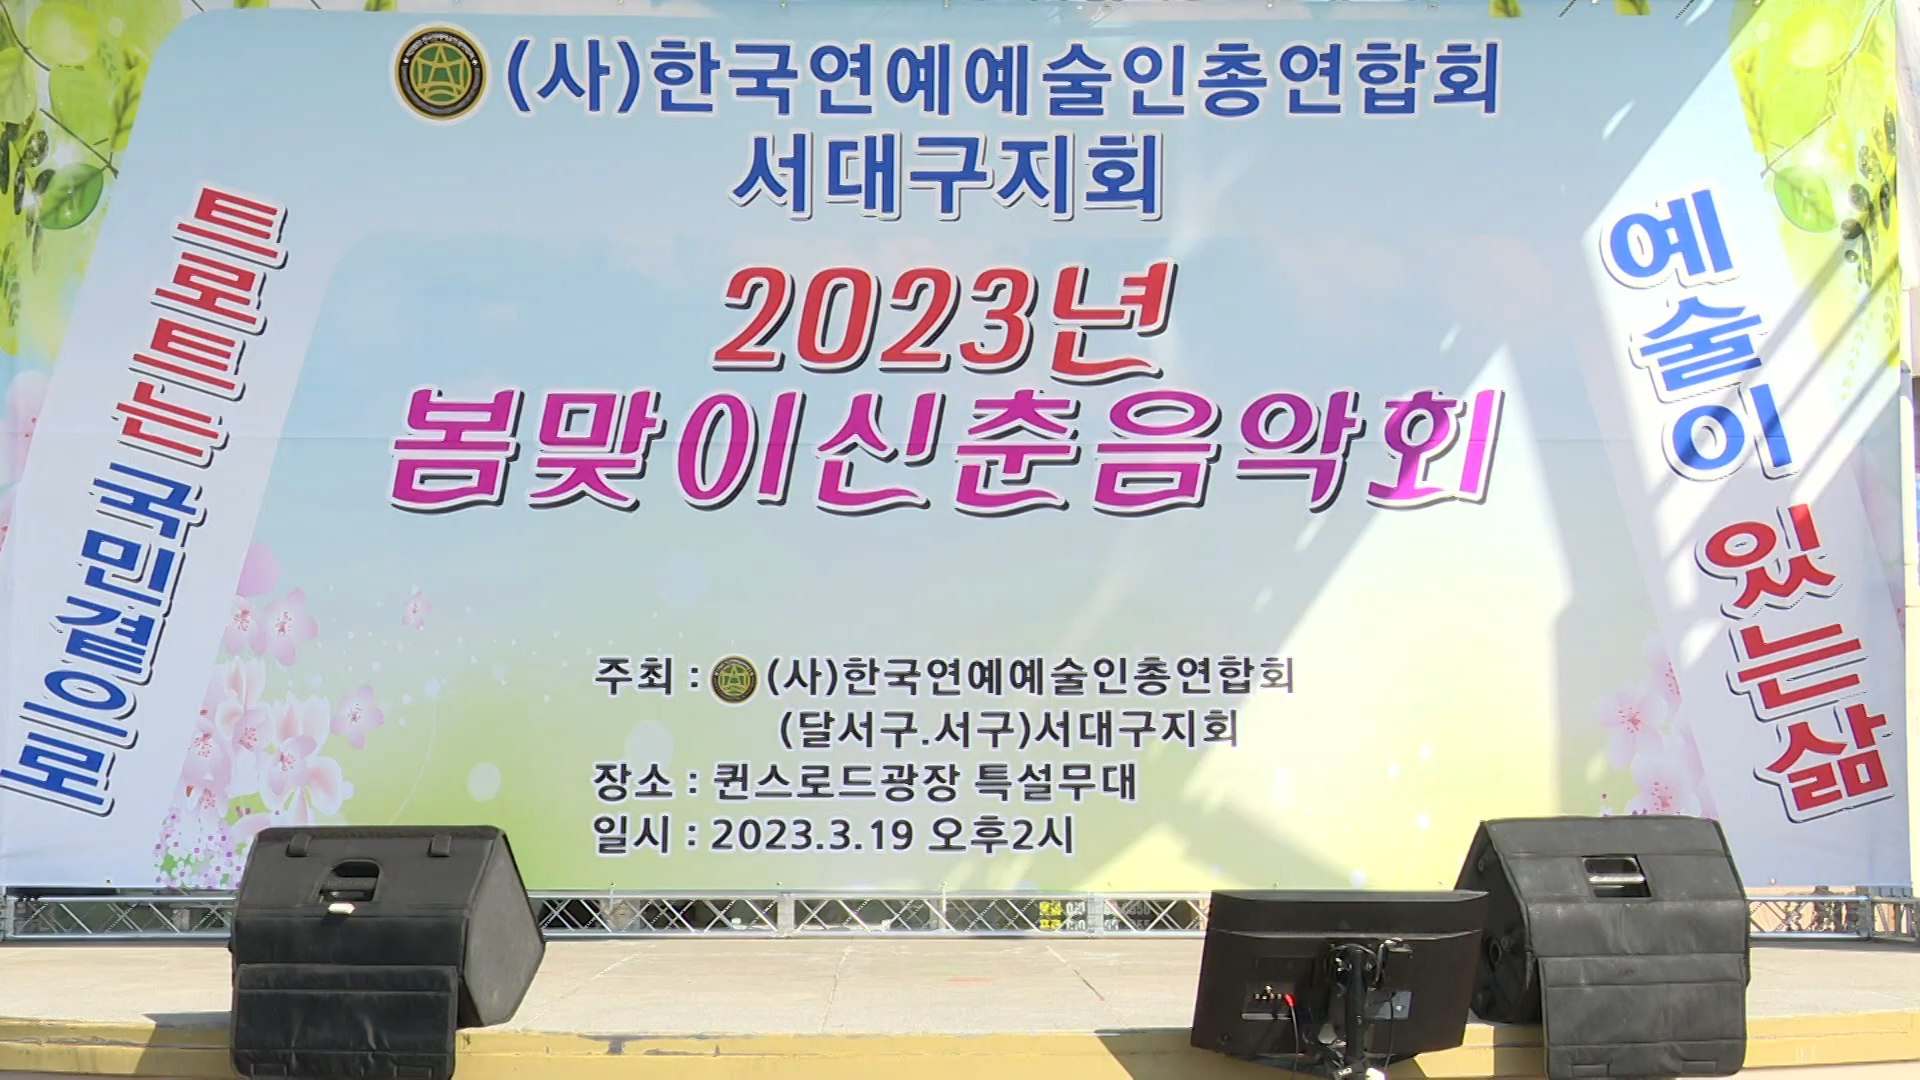 (사)한국연예예술인총연합회
서대구지회
2023년
봄맞이신춘음악회
트로트는 국민곁으로
예술이 있는 삶
주최 : (사)한국연예예술인총연합회
(달서구.서구)서대구지회
장소 : 퀸스로드광장 특설무대
일시 : 2023.3.19 오후2시